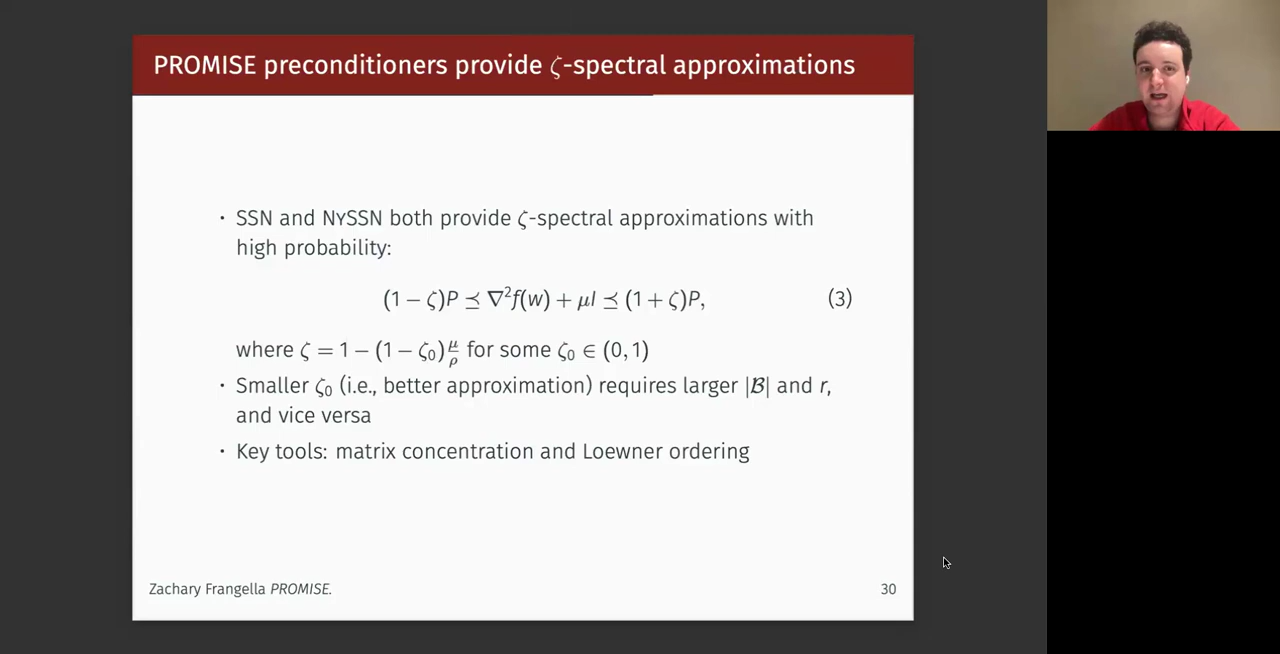 PROMISE preconditioners provide ζ-spectral approximations
· SSN and NYSSN both provide ζ-spectral approximations with
high probability:
(1 − ζ)P ⪯ ∇²f(w) + μI ⪯ (1 + ζ)P, (3)
where ζ = 1 − (1 − ζ₀)μ/ρ for some ζ₀ ∈ (0, 1)
· Smaller ζ₀ (i.e., better approximation) requires larger |ℬ| and r,
and vice versa
· Key tools: matrix concentration and Loewner ordering
Zachary Frangella PROMISE. 30